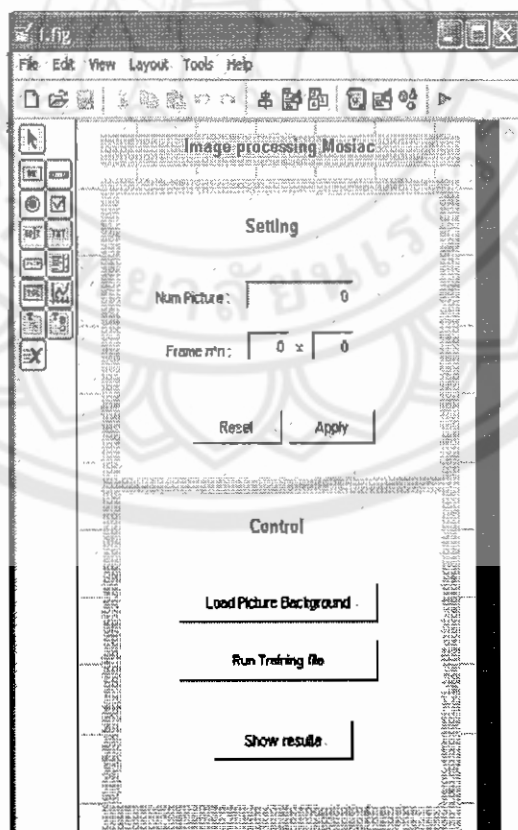 1.fig
File Edit View Layout Tools Help
Image processing Mosiac
Setting
Num Picture : 0
Frame m*n : 0 x 0
Reset Apply
Control
Load Picture Background
Run Training file
Show results